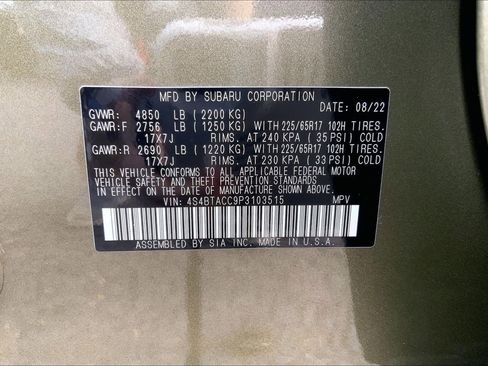 MFD BY SUBARU CORPORATION
GVWR: 4850 LB (2200 KG) DATE: 08/22
GAWR:F 2756 LB (1250 KG) WITH 225/65R17 102H TIRES.
17X7J RIMS. AT 240 KPA ( 35 PSI) COLD
GAWR:R 2690 LB (1220 KG) WITH 225/65R17 102H TIRES.
17X7J RIMS. AT 230 KPA ( 33 PSI) COLD
THIS VEHICLE CONFORMS TO ALL APPLICABLE FEDERAL MOTOR
VEHICLE SAFETY AND THEFT PREVENTION STANDARDS
IN EFFECT ON THE DATE OF MANUFACTURE SHOWN ABOVE.
VIN: 4S4BTACC9P3103515 MPV
ASSEMBLED BY SIA INC. MADE IN U.S.A.